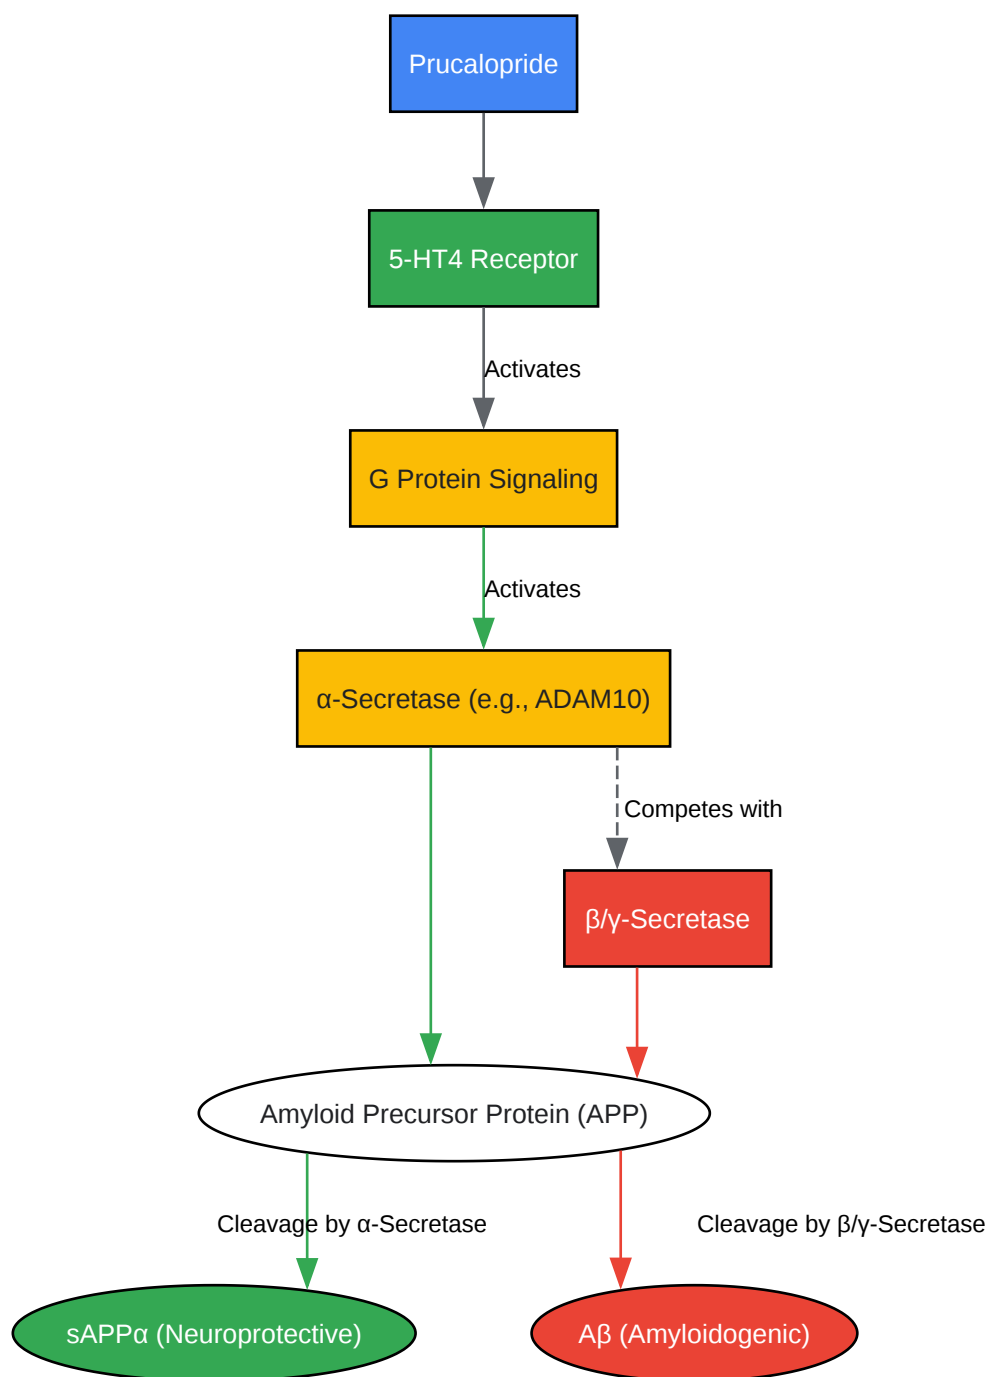 Prucalopride
5-HT4 Receptor
Activates
G Protein Signaling
Activates
α-Secretase (e.g., ADAM10)
Competes with
β/γ-Secretase
Amyloid Precursor Protein (APP)
Cleavage by α-Secretase
Cleavage by β/γ-Secretase
sAPPα (Neuroprotective)
Aβ (Amyloidogenic)